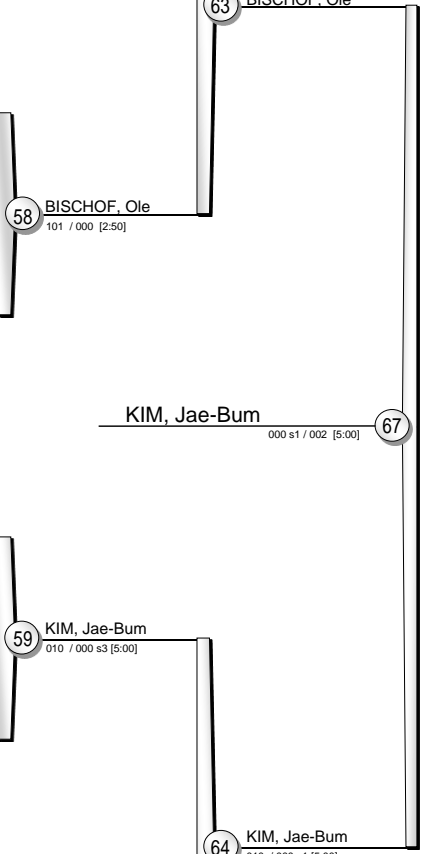 63 BISCHOF, Ole
58 BISCHOF, Ole
101 / 000 [2:50]
KIM, Jae-Bum
000 s1 / 002 [5:00] 67
59 KIM, Jae-Bum
010 / 000 s3 [5:00]
64 KIM, Jae-Bum